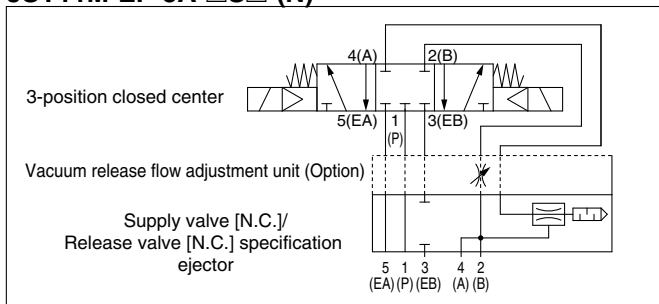 4(A) 2(B)
3-position closed center
5(EA) 1 3(EB)
(P)
Vacuum release flow adjustment unit (Option)
Supply valve [N.C.]/
Release valve [N.C.] specification
ejector
5 1 3 4 2
(EA) (P) (EB) (A) (B)